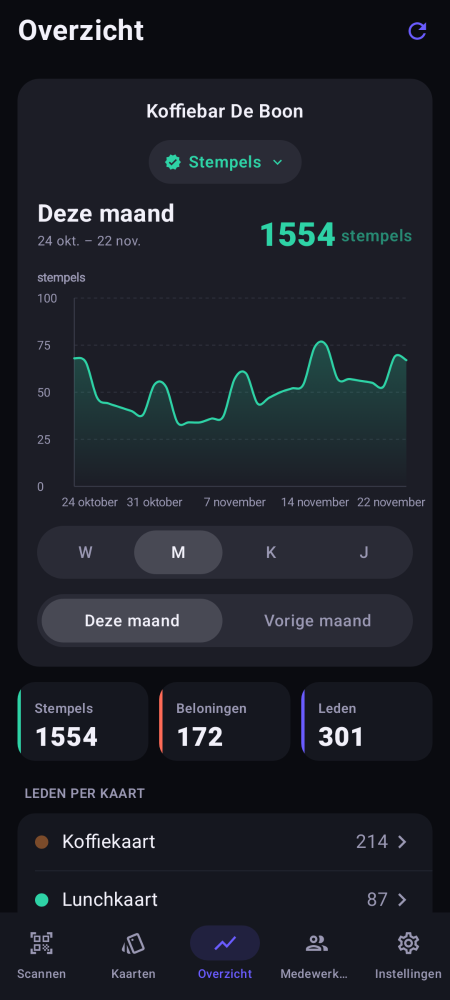 Overzicht
Koffiebar De Boon
Stempels
Deze maand
24 okt. – 22 nov.
1554 stempels
stempels
100
75
50
25
0
24 oktober 31 oktober 7 november 14 november 22 november
W M K J
Deze maand Vorige maand
Stempels Beloningen Leden
1554 172 301
LEDEN PER KAART
Koffiekaart 214
Lunchkaart 87
Scannen Kaarten Overzicht Medewerk... Instellingen